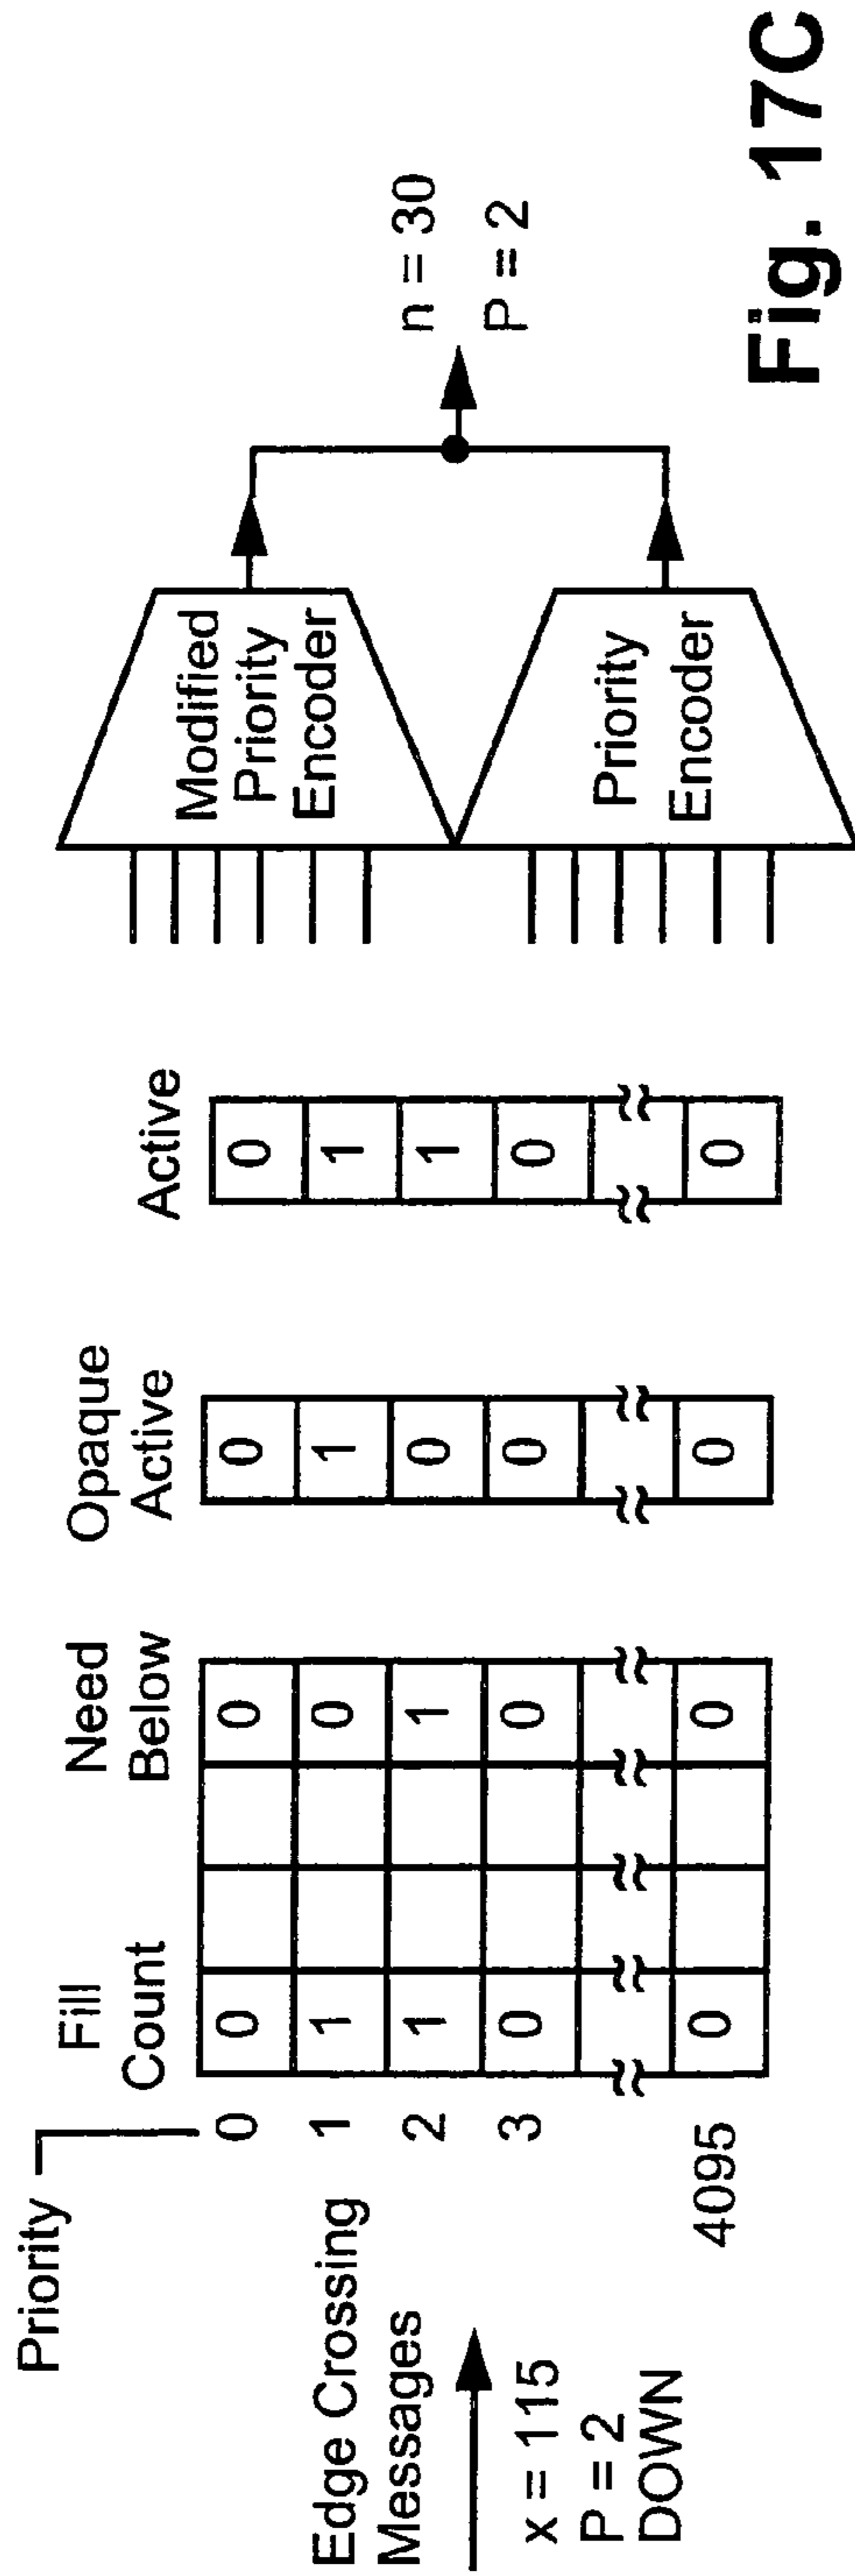 Priority
Edge Crossing
Messages
x = 115
P = 2
DOWN
Fill
Count
Need
Below
Opaque
Active
Active
0 0 0 0 0
1 1 0 1 1
2 1 1 0 1
3 0 0 0 0
4095 0 0 0 0
Modified
Priority
Encoder
Priority
Encoder
n = 30
P = 2
Fig. 17C